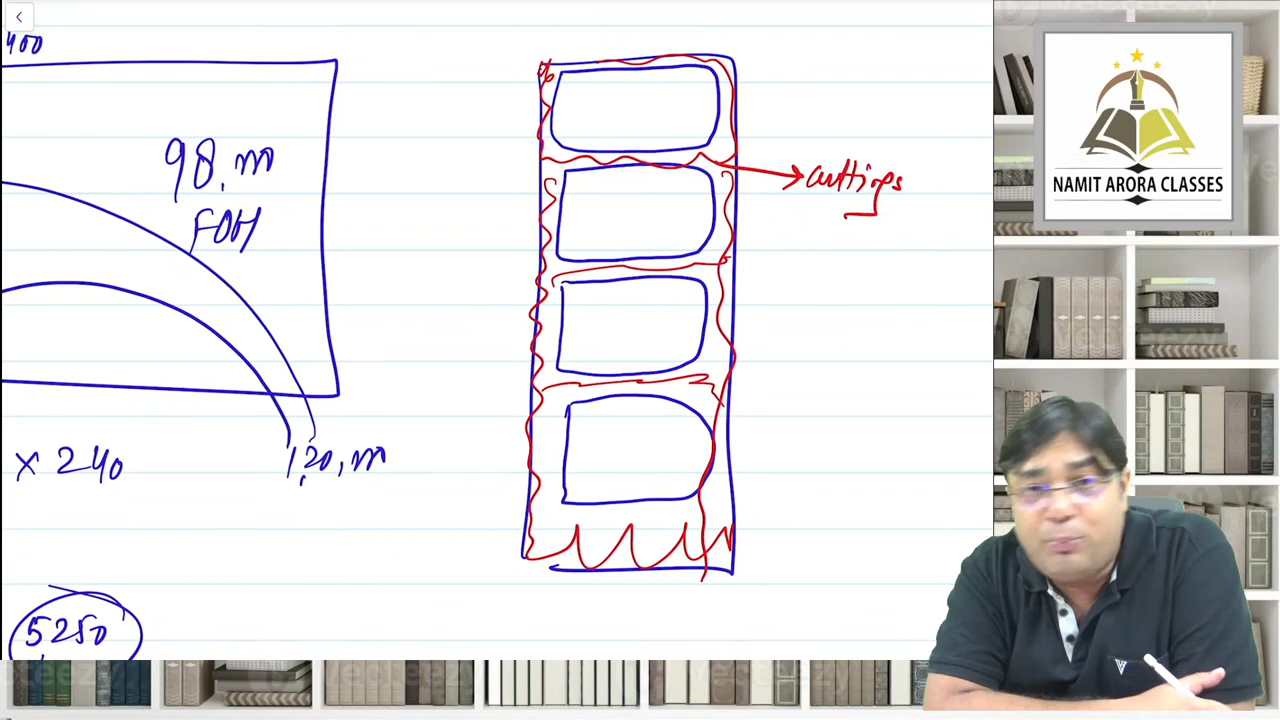 400
98, m
FOH
x 240
120, m
5250
cuttings
NAMIT ARORA CLASSES